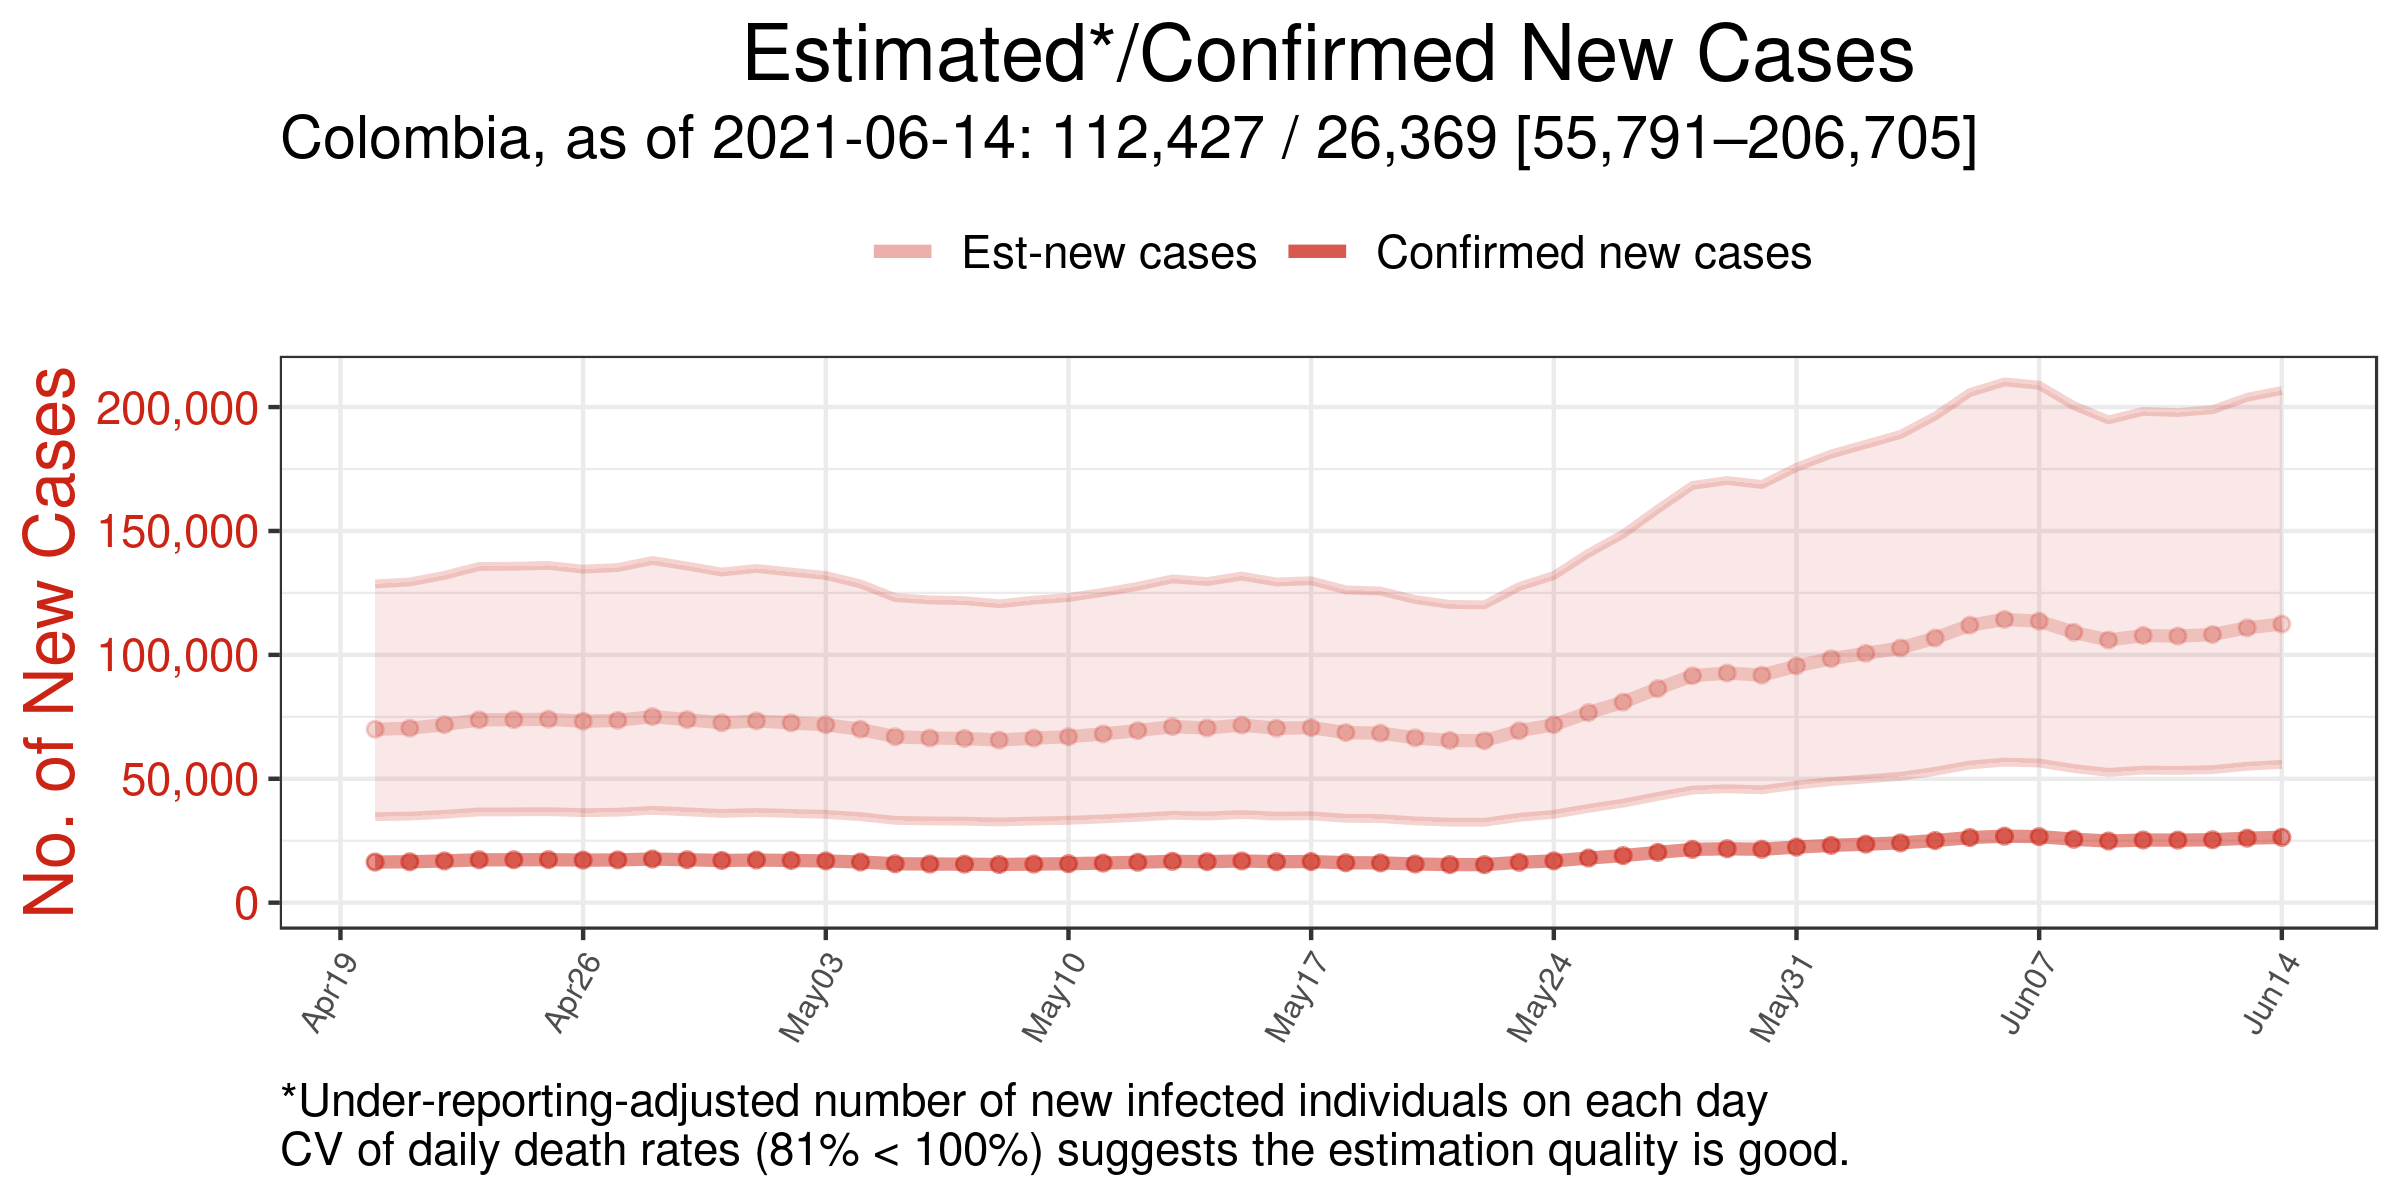 Estimated*/Confirmed New Cases
Colombia, as of 2021-06-14: 112,427 / 26,369 [55,791–206,705]
Est-new cases
Confirmed new cases
No. of New Cases
200,000
150,000
100,000
50,000
0
Apr19
Apr26
May03
May10
May17
May24
May31
Jun07
Jun14
*Under-reporting-adjusted number of new infected individuals on each day
CV of daily death rates (81% < 100%) suggests the estimation quality is good.